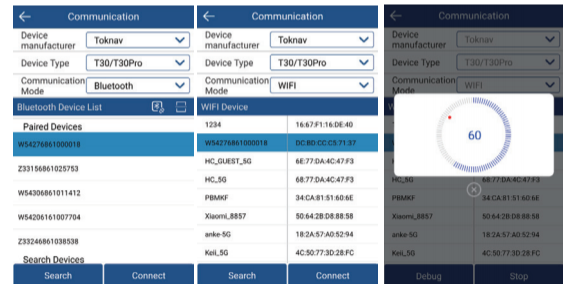 Communication
Device manufacturer
Toknav
Device Type
T30/T30Pro
Communication Mode
Bluetooth
Bluetooth Device List
Paired Devices
W54276861000018
Z33156861025753
W54306861011412
W54206161007704
Z33246861038538
Search Devices
Search
Connect
Communication
Device manufacturer
Toknav
Device Type
T30/T30Pro
Communication Mode
WIFI
WIFI Device
1234 16:67:F1:16:DE:40
W54276861000018 DC:BD:CC:C5:71:37
HC_GUEST_5G 6E:77:DA:4C:47:F3
HC_5G 68:77:DA:4C:47:F3
PBMKF 34:CA:81:51:60:6E
Xiaomi_8857 50:64:2B:D8:88:58
anke-5G 18:2A:57:A0:52:94
Keli_5G 4C:50:77:3D:28:FC
Search
Connect
Communication
Device manufacturer
Toknav
Device Type
T30/T30Pro
Communication Mode
WIFI
60
HC_5G 68:77:DA:4C:47:F3
PBMKF 34:CA:81:51:60:6E
Xiaomi_8857 50:64:2B:D8:88:58
anke-5G 18:2A:57:A0:52:94
Keli_5G 4C:50:77:3D:28:FC
Debug
Stop